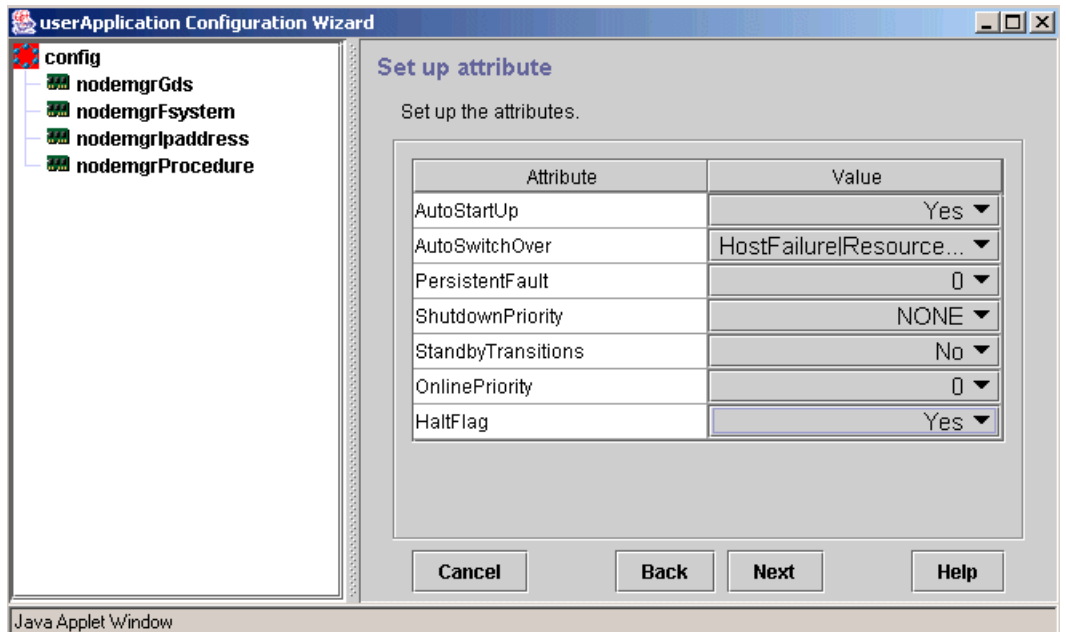 userApplication Configuration Wizard
config
nodemgrGds
nodemgrFsystem
nodemgrIpaddress
nodemgrProcedure
Set up attribute
Set up the attributes.
Attribute Value
AutoStartUp Yes
AutoSwitchOver HostFailure|Resource...
PersistentFault 0
ShutdownPriority NONE
StandbyTransitions No
OnlinePriority 0
HaltFlag Yes
Cancel Back Next Help
Java Applet Window